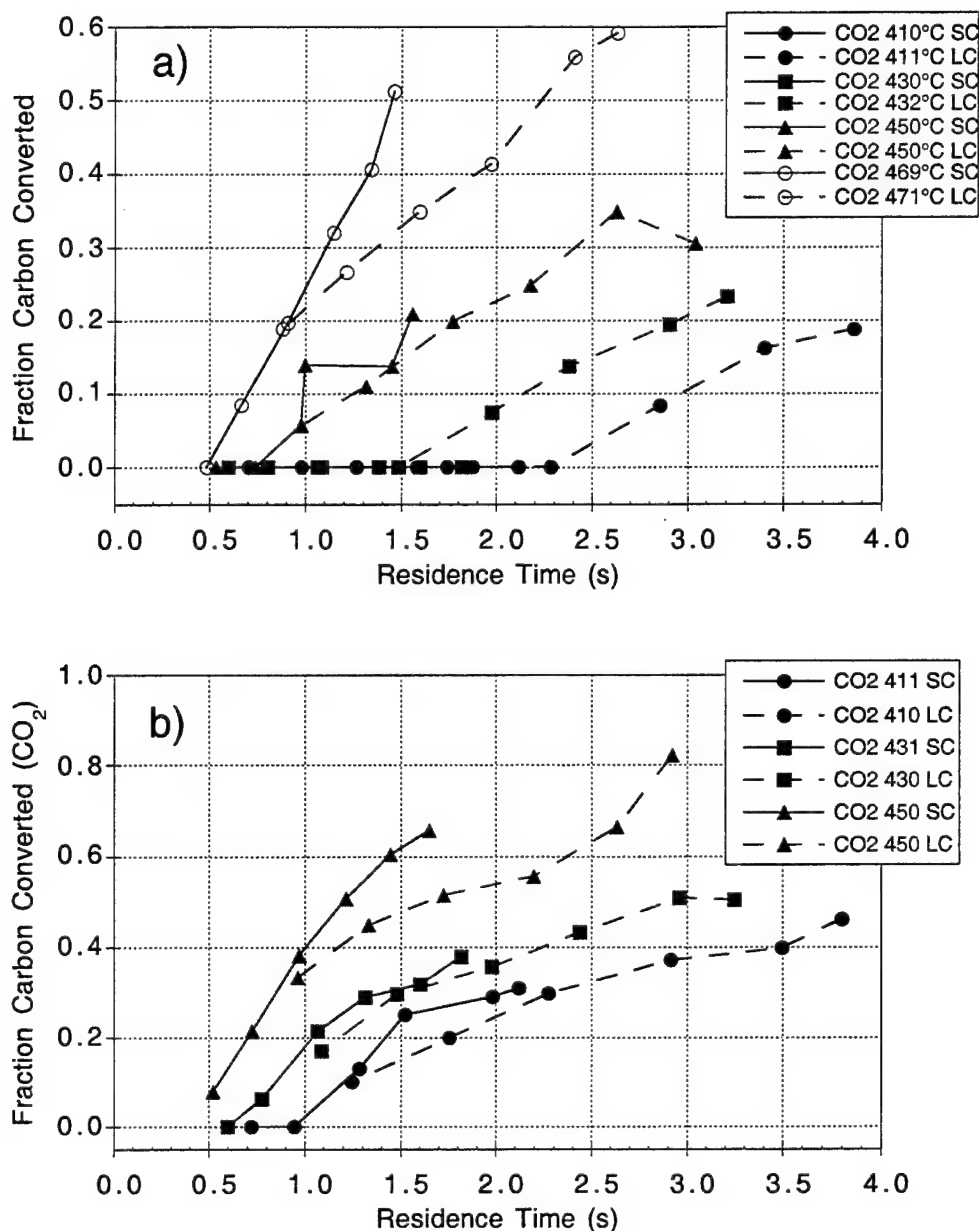 a)
0.6
0.5
0.4
0.3
0.2
0.1
0.0
Fraction Carbon Converted
CO2 410°C SC
CO2 411°C LC
CO2 430°C SC
CO2 432°C LC
CO2 450°C SC
CO2 450°C LC
CO2 469°C SC
CO2 471°C LC
0.0 0.5 1.0 1.5 2.0 2.5 3.0 3.5 4.0
Residence Time (s)
b)
1.0
0.8
0.6
0.4
0.2
0.0
Fraction Carbon Converted (CO₂)
CO2 411 SC
CO2 410 LC
CO2 431 SC
CO2 430 LC
CO2 450 SC
CO2 450 LC
0.0 0.5 1.0 1.5 2.0 2.5 3.0 3.5 4.0
Residence Time (s)